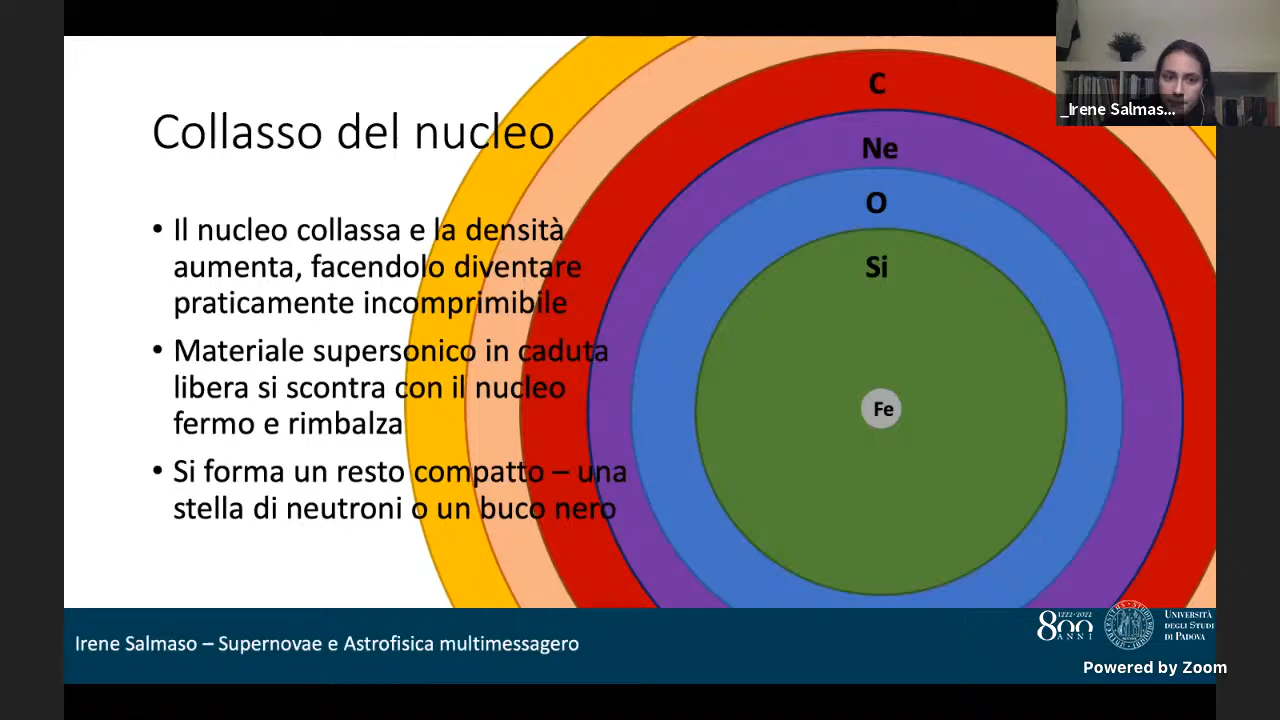 Collasso del nucleo
• Il nucleo collassa e la densità
aumenta, facendolo diventare
praticamente incomprimibile
• Materiale supersonico in caduta
libera si scontra con il nucleo
fermo e rimbalza
• Si forma un resto compatto – una
stella di neutroni o un buco nero
C
Ne
O
Si
Fe
_Irene Salmas...
Irene Salmaso – Supernovae e Astrofisica multimessagero
1222·2022
800
ANNI
UNIVERSITÀ
DEGLI STUDI
DI PADOVA
Powered by Zoom